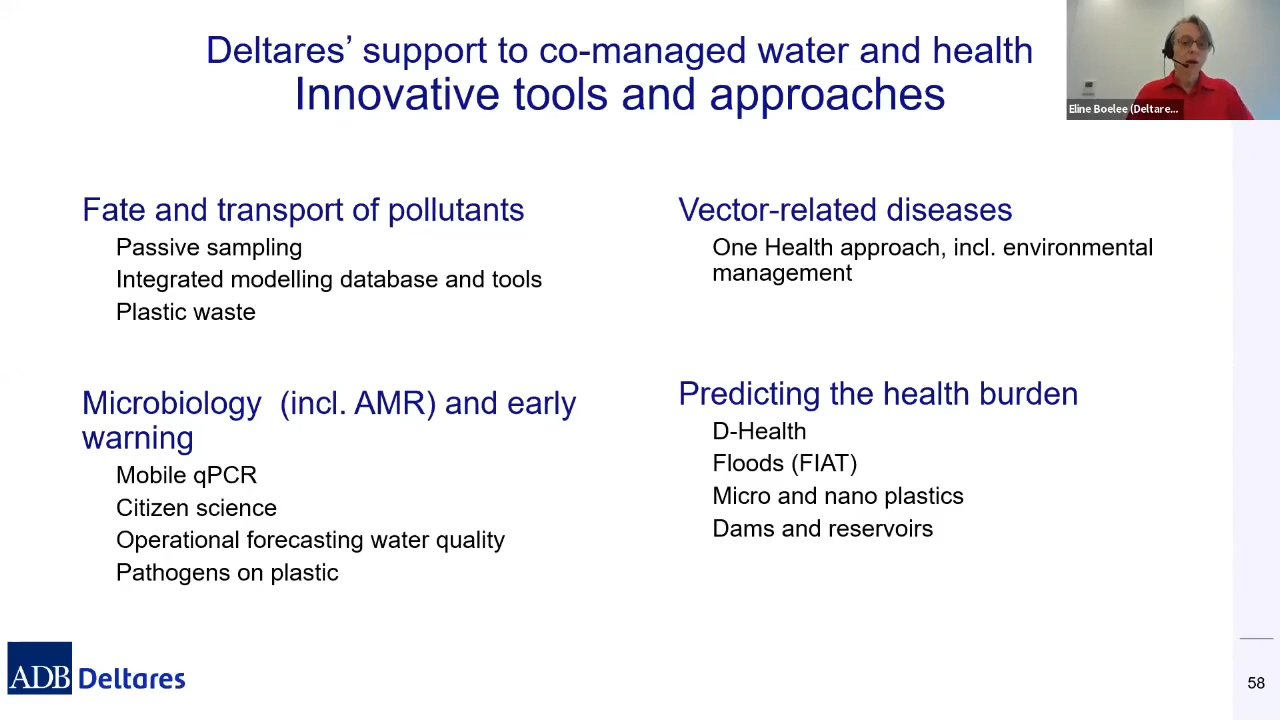 Deltares’ support to co-managed water and health
Innovative tools and approaches
Eline Boelee (Deltare...
Fate and transport of pollutants
Passive sampling
Integrated modelling database and tools
Plastic waste
Microbiology (incl. AMR) and early
warning
Mobile qPCR
Citizen science
Operational forecasting water quality
Pathogens on plastic
Vector-related diseases
One Health approach, incl. environmental
management
Predicting the health burden
D-Health
Floods (FIAT)
Micro and nano plastics
Dams and reservoirs
ADB Deltares
58